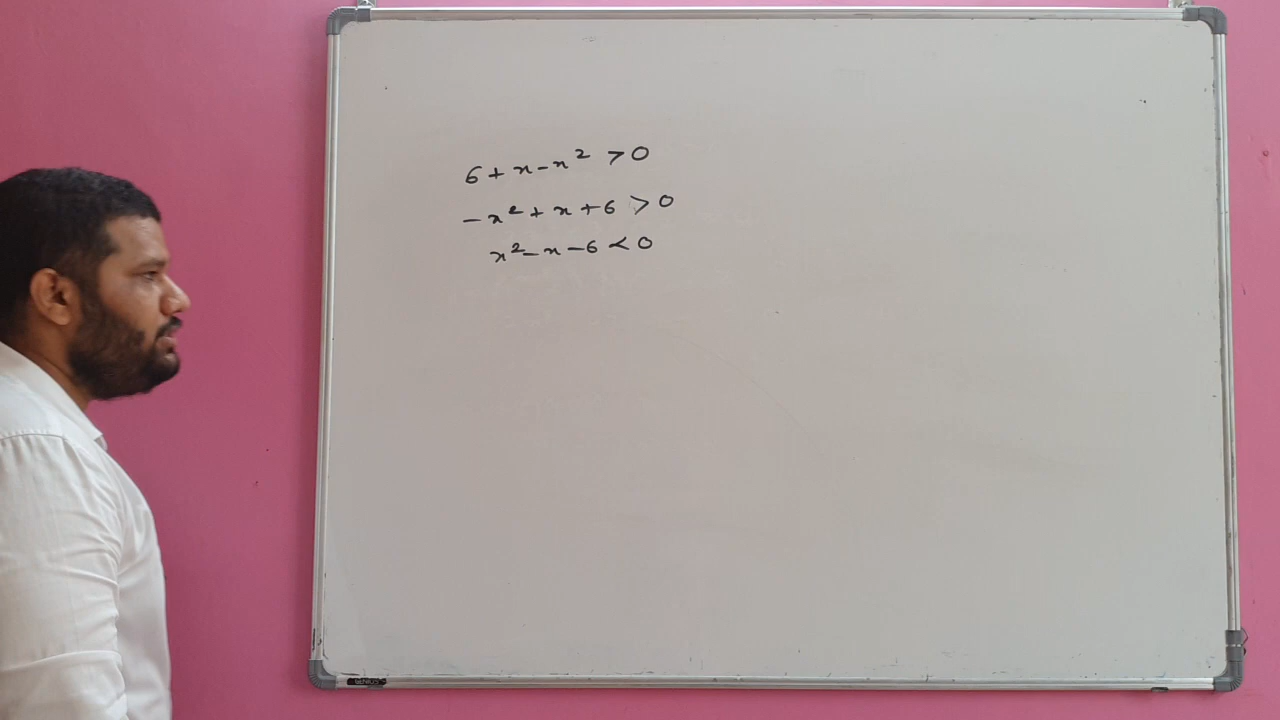 6 + x - x² > 0
- x² + x + 6 > 0
x² - x - 6 < 0